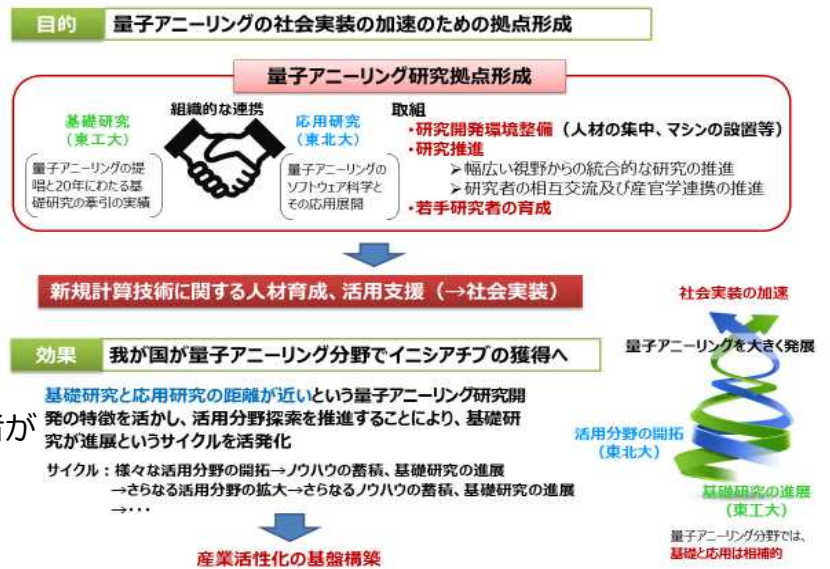 目的 量子アニーリングの社会実装の加速のための拠点形成
量子アニーリング研究拠点形成
基礎研究
（東工大）
量子アニーリングの提
唱と20年にわたる基
礎研究の牽引の実績
組織的な連携
応用研究
（東北大）
量子アニーリングの
ソフトウェア科学と
その応用展開
取組
・研究開発環境整備（人材の集中、マシンの設置等）
・研究推進
➢幅広い視野からの統合的な研究の推進
➢研究者の相互交流及び産官学連携の推進
・若手研究者の育成
新規計算技術に関する人材育成、活用支援（→社会実装）
効果 我が国が量子アニーリング分野でイニシアチブの獲得へ
基礎研究と応用研究の距離が近いという量子アニーリング研究開
発の特徴を活かし、活用分野探索を推進することにより、基礎研
究が進展というサイクルを活発化
が
サイクル：様々な活用分野の開拓→ノウハウの蓄積、基礎研究の進展
→さらなる活用分野の拡大→さらなるノウハウの蓄積、基礎研究の進展
→・・・
産業活性化の基盤構築
社会実装の加速
量子アニーリングを大きく発展
活用分野の開拓
（東北大）
基礎研究の進展
（東工大）
量子アニーリング分野では、
基礎と応用は相補的